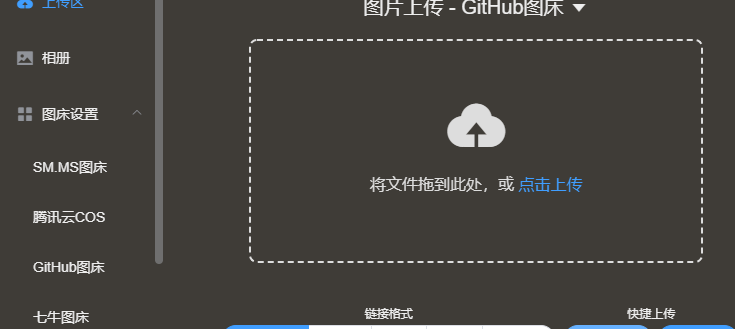 上传区
相册
图床设置
SM.MS图床
腾讯云COS
GitHub图床
七牛图床
图片上传 - GitHub图床
将文件拖到此处，或 点击上传
链接格式
快捷上传